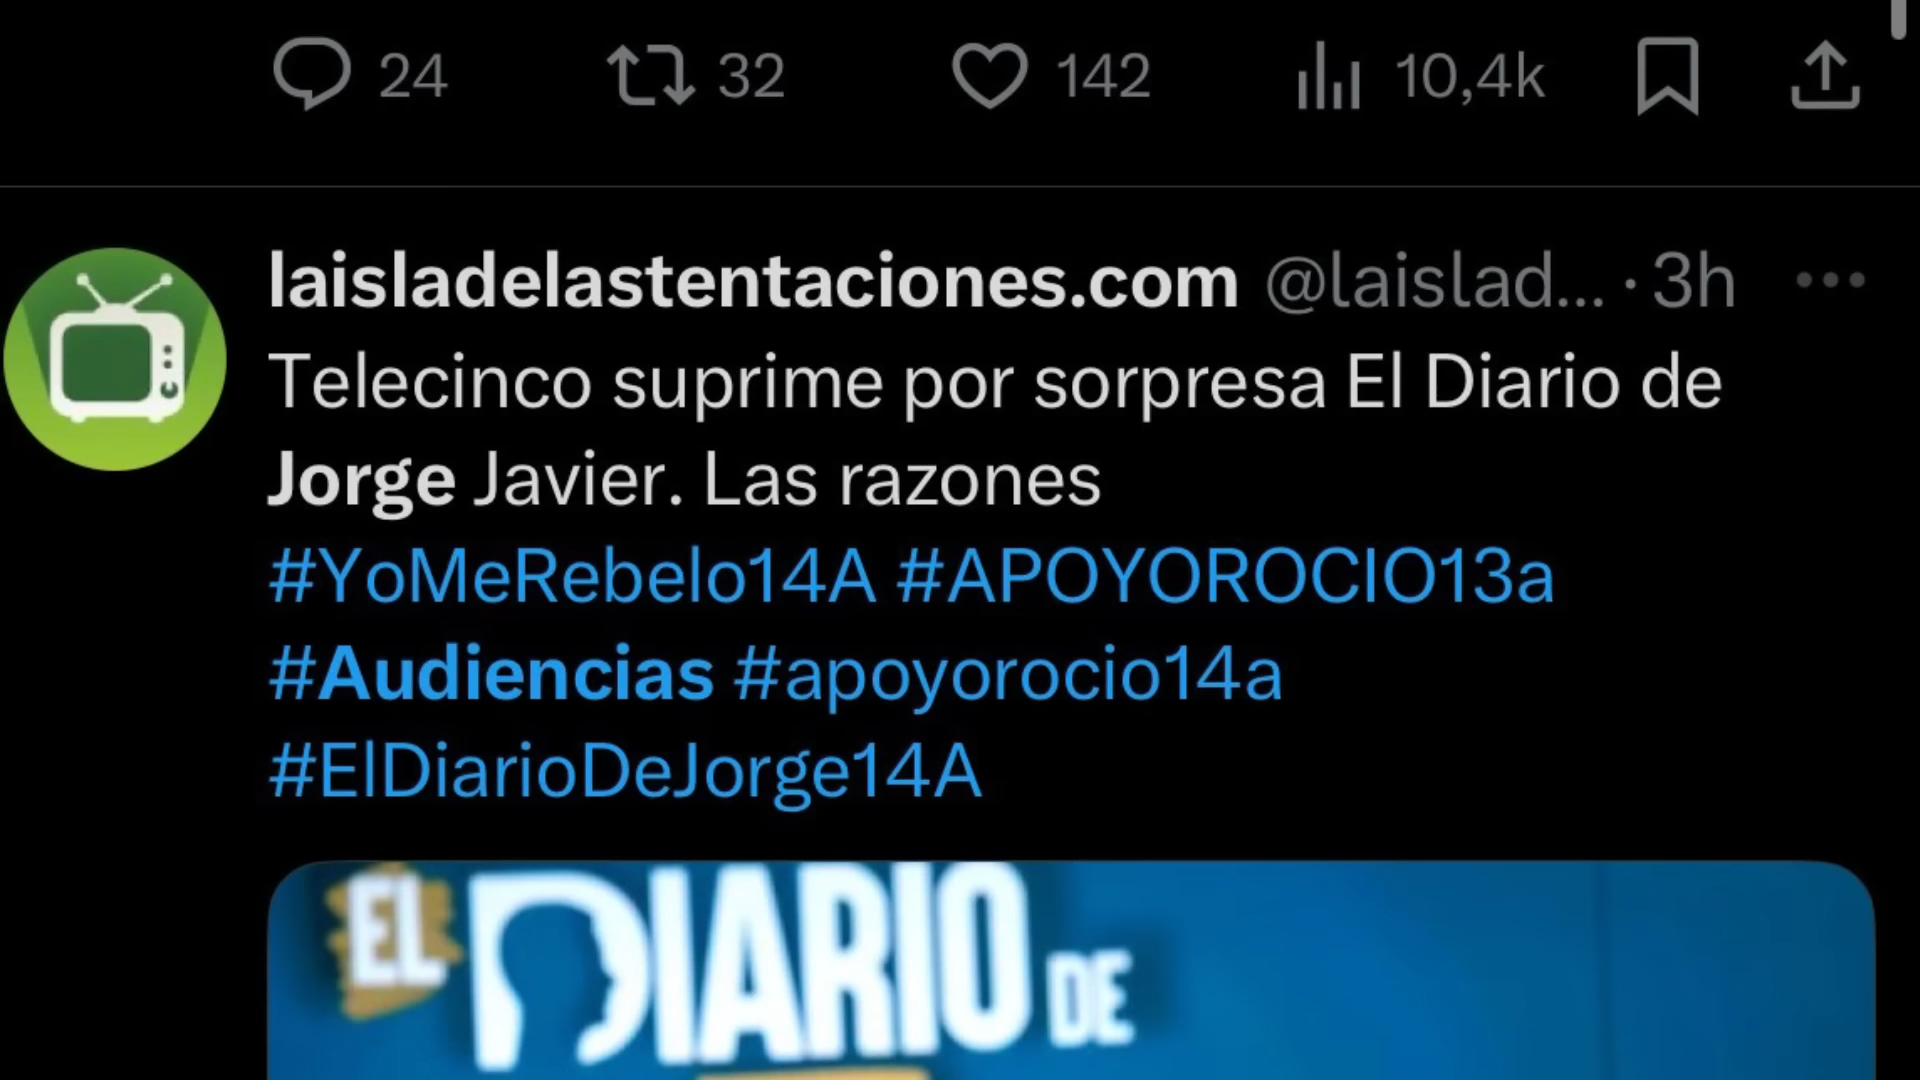 24 32 142 10,4k
laisladelastentaciones.com @laislad... · 3h
Telecinco suprime por sorpresa El Diario de
Jorge Javier. Las razones
#YoMeRebelo14A #APOYOROCIO13a
#Audiencias #apoyorocio14a
#ElDiarioDeJorge14A
EL DIARIO DE